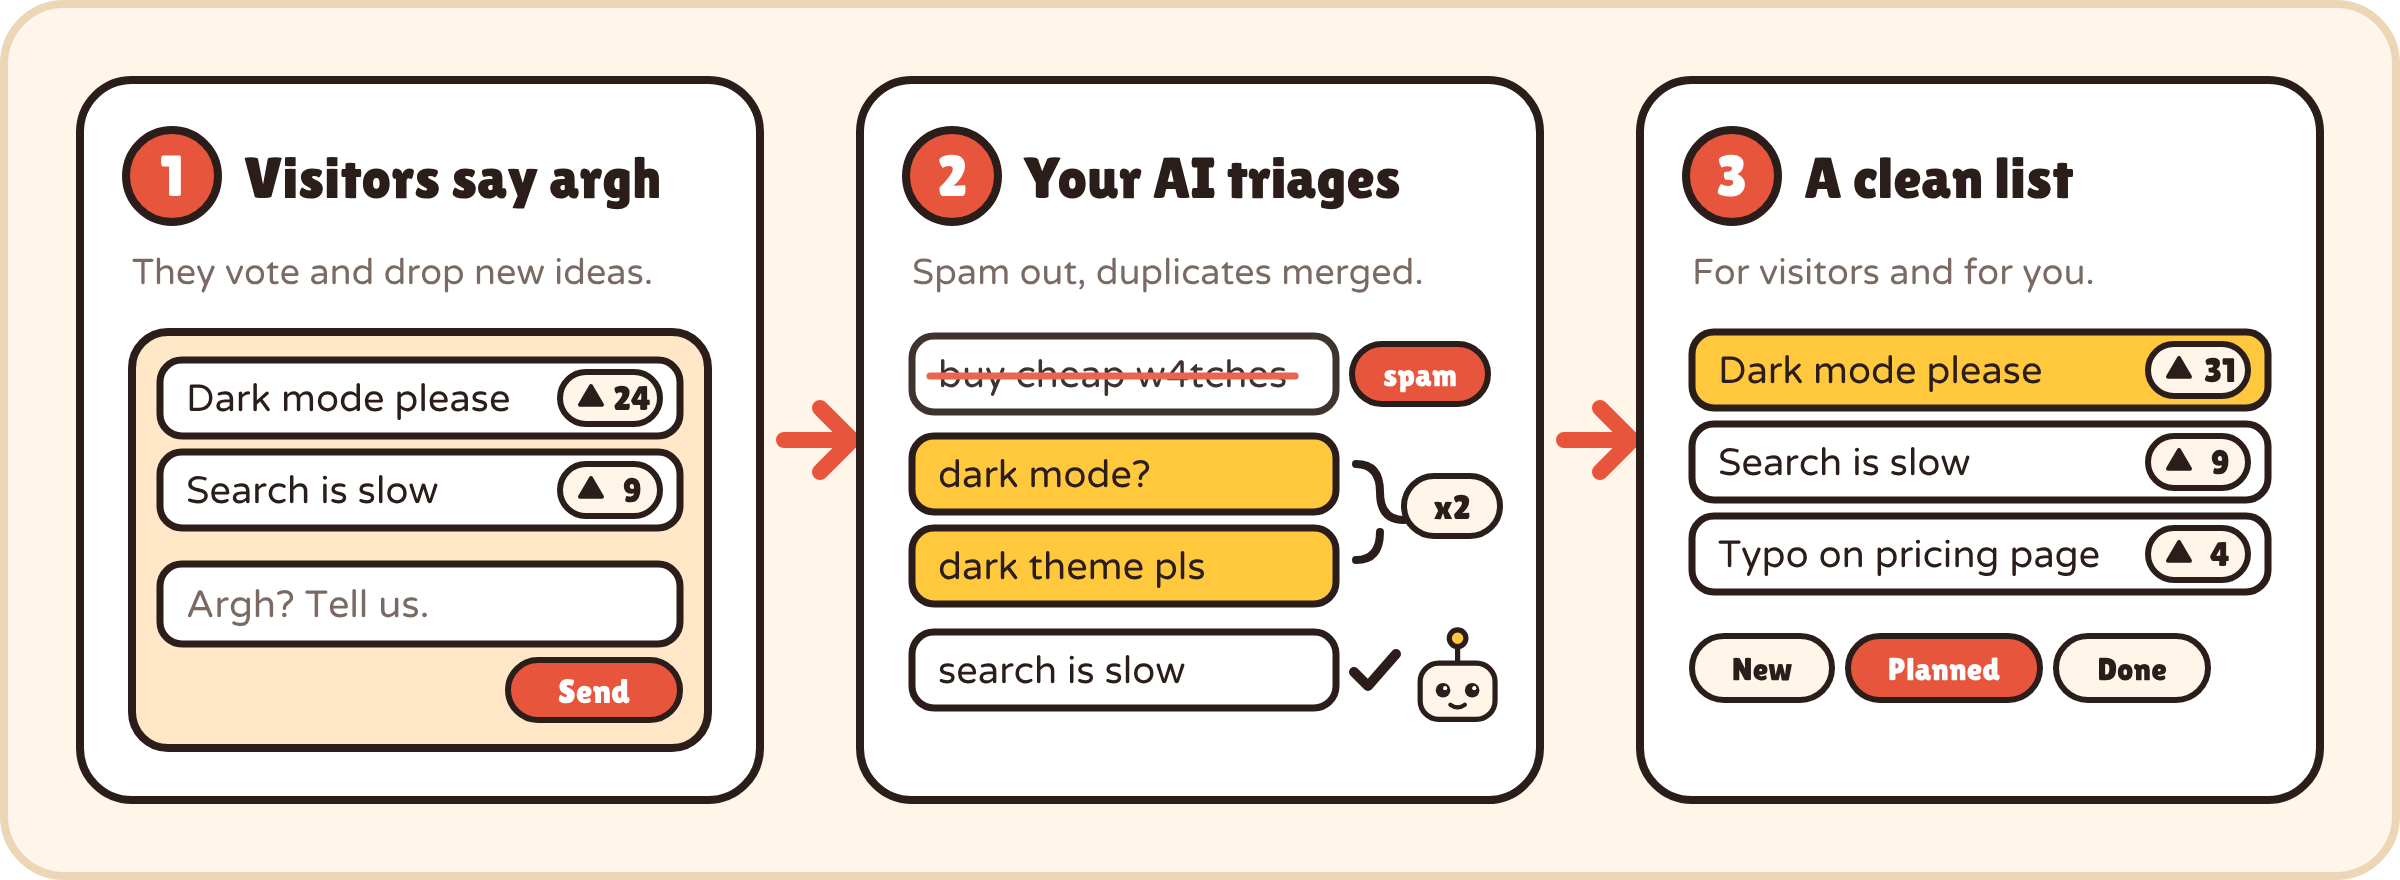 1 Visitors say argh
They vote and drop new ideas.
Dark mode please ▲ 24
Search is slow ▲ 9
Argh? Tell us.
Send
2 Your AI triages
Spam out, duplicates merged.
buy cheap w4tches spam
dark mode?
x2
dark theme pls
search is slow
3 A clean list
For visitors and for you.
Dark mode please ▲ 31
Search is slow ▲ 9
Typo on pricing page ▲ 4
New Planned Done